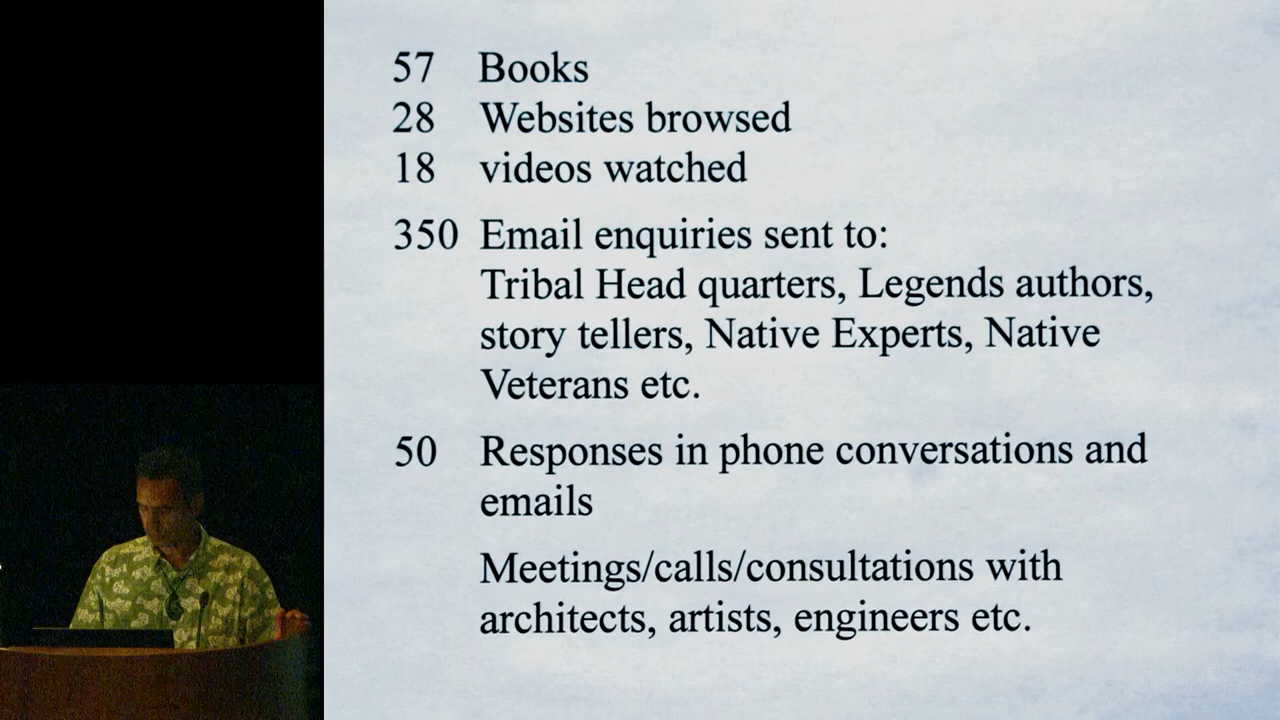 57 Books
28 Websites browsed
18 videos watched
350 Email enquiries sent to:
Tribal Head quarters, Legends authors,
story tellers, Native Experts, Native
Veterans etc.
50 Responses in phone conversations and
emails
Meetings/calls/consultations with
architects, artists, engineers etc.